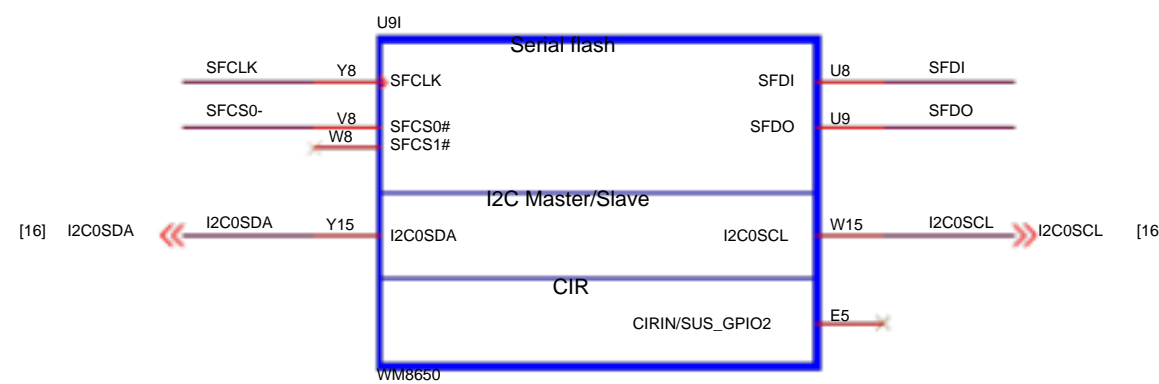 U9I
Serial flash
SFCLK Y8 SFCLK SFDI U8 SFDI
SFCS0- V8 SFCS0# SFDO U9 SFDO
W8 SFCS1#
I2C Master/Slave
[16] I2C0SDA I2C0SDA Y15 I2C0SDA I2C0SCL W15 I2C0SCL I2C0SCL [16
CIR
CIRIN/SUS_GPIO2 E5
WM8650